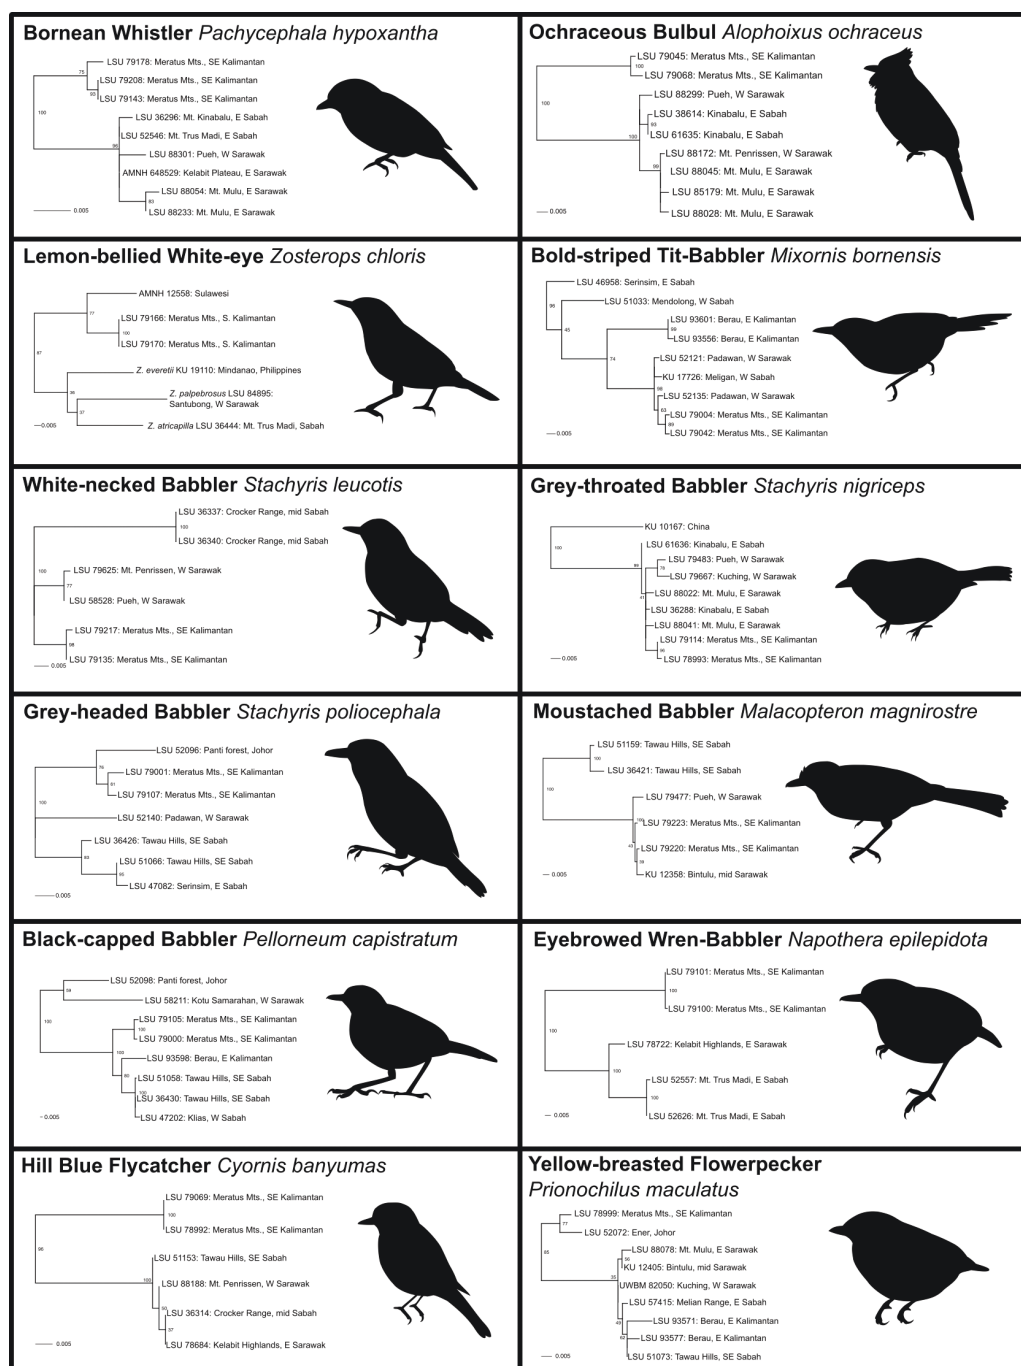 Bornean Whistler Pachycephala hypoxantha
LSU 79178: Meratus Mts., SE Kalimantan
75
LSU 79208: Meratus Mts., SE Kalimantan
93
LSU 79143: Meratus Mts., SE Kalimantan
100
LSU 36296: Mt. Kinabalu, E Sabah
LSU 52546: Mt. Trus Madi, E Sabah
96
LSU 88301: Pueh, W Sarawak
AMNH 648529: Kelabit Plateau, E Sarawak
LSU 88054: Mt. Mulu, E Sarawak
83
LSU 88233: Mt. Mulu, E Sarawak
0.005
Ochraceous Bulbul Alophoixus ochraceus
LSU 79045: Meratus Mts., SE Kalimantan
100
LSU 79068: Meratus Mts., SE Kalimantan
LSU 88299: Pueh, W Sarawak
100
LSU 38614: Kinabalu, E Sabah
93
LSU 61635: Kinabalu, E Sabah
100
LSU 88172: Mt. Penrissen, W Sarawak
99
LSU 88045: Mt. Mulu, E Sarawak
LSU 85179: Mt. Mulu, E Sarawak
LSU 88028: Mt. Mulu, E Sarawak
0.005
Lemon-bellied White-eye Zosterops chloris
AMNH 12558: Sulawesi
77
LSU 79166: Meratus Mts., S. Kalimantan
100
LSU 79170: Meratus Mts., S. Kalimantan
87
Z. everetii KU 19110: Mindanao, Philippines
36
Z. palpebrosus LSU 84895:
Santubong, W Sarawak
37
Z. atricapilla LSU 36444: Mt. Trus Madi, Sabah
0.005
Bold-striped Tit-Babbler Mixornis bornensis
LSU 46958: Serinsim, E Sabah
96
LSU 51033: Mendolong, W Sabah
45
LSU 93601: Berau, E Kalimantan
99
LSU 93556: Berau, E Kalimantan
74
LSU 52121: Padawan, W Sarawak
KU 17726: Meligan, W Sabah
98
LSU 52135: Padawan, W Sarawak
63
LSU 79004: Meratus Mts., SE Kalimantan
89
LSU 79042: Meratus Mts., SE Kalimantan
0.005
White-necked Babbler Stachyris leucotis
LSU 36337: Crocker Range, mid Sabah
100
LSU 36340: Crocker Range, mid Sabah
100
LSU 79625: Mt. Penrissen, W Sarawak
77
LSU 58528: Pueh, W Sarawak
LSU 79217: Meratus Mts., SE Kalimantan
98
LSU 79135: Meratus Mts., SE Kalimantan
0.005
Grey-throated Babbler Stachyris nigriceps
KU 10167: China
100
LSU 61636: Kinabalu, E Sabah
LSU 79483: Pueh, W Sarawak
78
LSU 79667: Kuching, W Sarawak
LSU 88022: Mt. Mulu, E Sarawak
41
LSU 36288: Kinabalu, E Sabah
LSU 88041: Mt. Mulu, E Sarawak
LSU 79114: Meratus Mts., SE Kalimantan
LSU 78993: Meratus Mts., SE Kalimantan
0.005
Grey-headed Babbler Stachyris poliocephala
LSU 52096: Panti forest, Johor
76
LSU 79001: Meratus Mts., SE Kalimantan
81
LSU 79107: Meratus Mts., SE Kalimantan
100
LSU 52140: Padawan, W Sarawak
LSU 36426: Tawau Hills, SE Sabah
LSU 51066: Tawau Hills, SE Sabah
LSU 47082: Serinsim, E Sabah
0.005
Moustached Babbler Malacopteron magnirostre
LSU 51159: Tawau Hills, SE Sabah
100
LSU 36421: Tawau Hills, SE Sabah
100
LSU 79477: Pueh, W Sarawak
100
LSU 79223: Meratus Mts., SE Kalimantan
LSU 79220: Meratus Mts., SE Kalimantan
KU 12358: Bintulu, mid Sarawak
0.005
Black-capped Babbler Pellorneum capistratum
LSU 52098: Panti forest, Johor
LSU 58211: Kotu Samarahan, W Sarawak
100
LSU 79105: Meratus Mts., SE Kalimantan
100
LSU 79000: Meratus Mts., SE Kalimantan
100
LSU 93598: Berau, E Kalimantan
LSU 51058: Tawau Hills, SE Sabah
100
LSU 36430: Tawau Hills, SE Sabah
LSU 47202: Klias, W Sabah
0.005
Eyebrowed Wren-Babbler Napothera epilepidota
LSU 79101: Meratus Mts., SE Kalimantan
100
LSU 79100: Meratus Mts., SE Kalimantan
100
LSU 78722: Kelabit Highlands, E Sarawak
100
LSU 52557: Mt. Trus Madi, E Sabah
100
LSU 52626: Mt. Trus Madi, E Sabah
0.005
Hill Blue Flycatcher Cyornis banyumas
LSU 79069: Meratus Mts., SE Kalimantan
100
LSU 78992: Meratus Mts., SE Kalimantan
96
LSU 51153: Tawau Hills, SE Sabah
100
LSU 88188: Mt. Penrissen, W Sarawak
50
LSU 36314: Crocker Range, mid Sabah
37
LSU 78684: Kelabit Highlands, E Sarawak
0.005
Yellow-breasted Flowerpecker
Prionochilus maculatus
LSU 78999: Meratus Mts., SE Kalimantan
77
LSU 52072: Ener, Johor
85
LSU 88078: Mt. Mulu, E Sarawak
56
KU 12405: Bintulu, mid Sarawak
35
UWBM 82050: Kuching, W Sarawak
LSU 57415: Melian Range, E Sabah
49
LSU 93571: Berau, E Kalimantan
62
LSU 93577: Berau, E Kalimantan
LSU 51073: Tawau Hills, SE Sabah
0.005